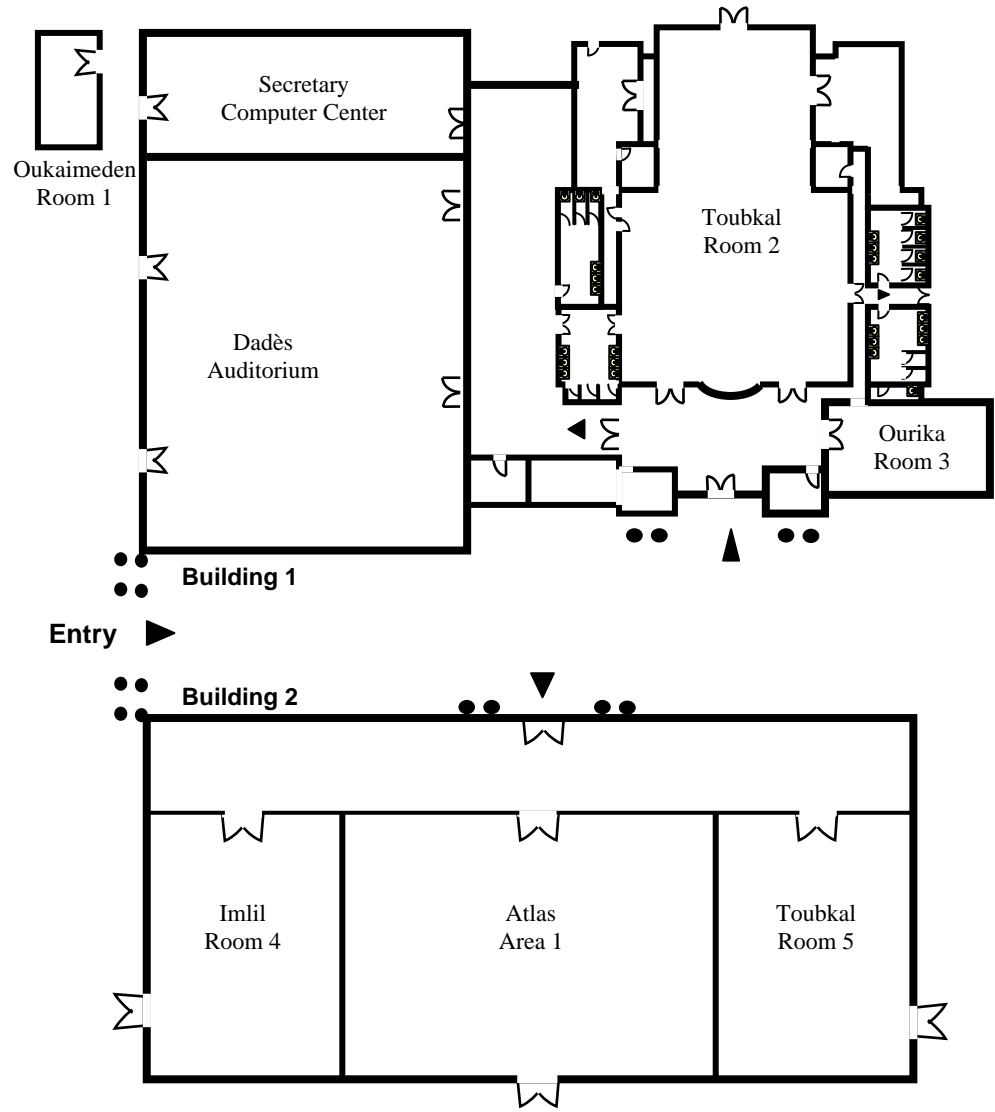 Secretary
Computer Center
Oukaimeden
Room 1
Toubkal
Room 2
Dadès
Auditorium
Ourika
Room 3
Building 1
Entry
Building 2
Imlil
Room 4
Atlas
Area 1
Toubkal
Room 5